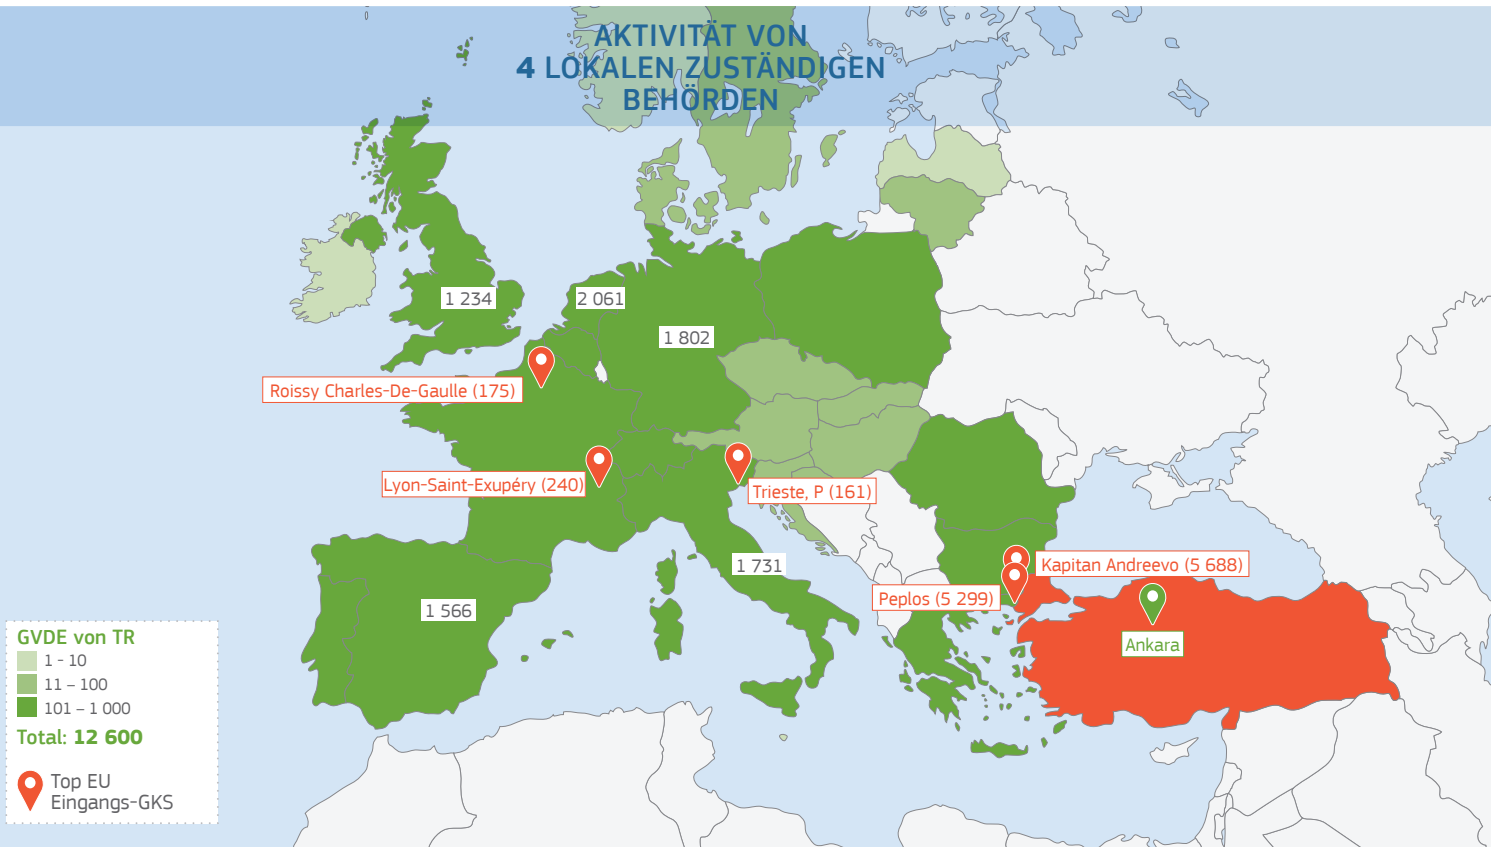 AKTIVITÄT VON
4 LOKALEN ZUSTÄNDIGEN
BEHÖRDEN
1 234
2 061
1 802
Roissy Charles-De-Gaulle (175)
Lyon-Saint-Exupéry (240)
Trieste, P (161)
1 731
Kapitan Andreevo (5 688)
Peplos (5 299)
1 566
Ankara
GVDE von TR
1 - 10
11 – 100
101 – 1 000
Total: 12 600
Top EU
Eingangs-GKS